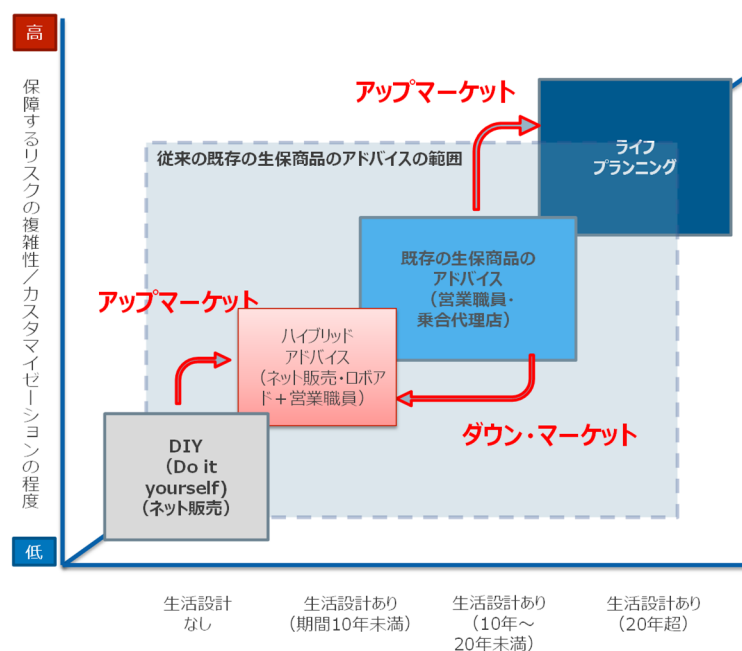 高
保障するリスクの複雑性/カスタマイゼーションの程度
低
アップマーケット
ライフ
プランニング
従来の既存の生保商品のアドバイスの範囲
既存の生保商品の
アドバイス
（営業職員・
乗合代理店）
アップマーケット
ハイブリッド
アドバイス
（ネット販売・ロボア
ド＋営業職員）
ダウン・マーケット
DIY
（Do it
yourself)
（ネット販売）
生活設計
なし
生活設計あり
（期間10年未満）
生活設計あり
（10年～
20年未満）
生活設計あり
（20年超）